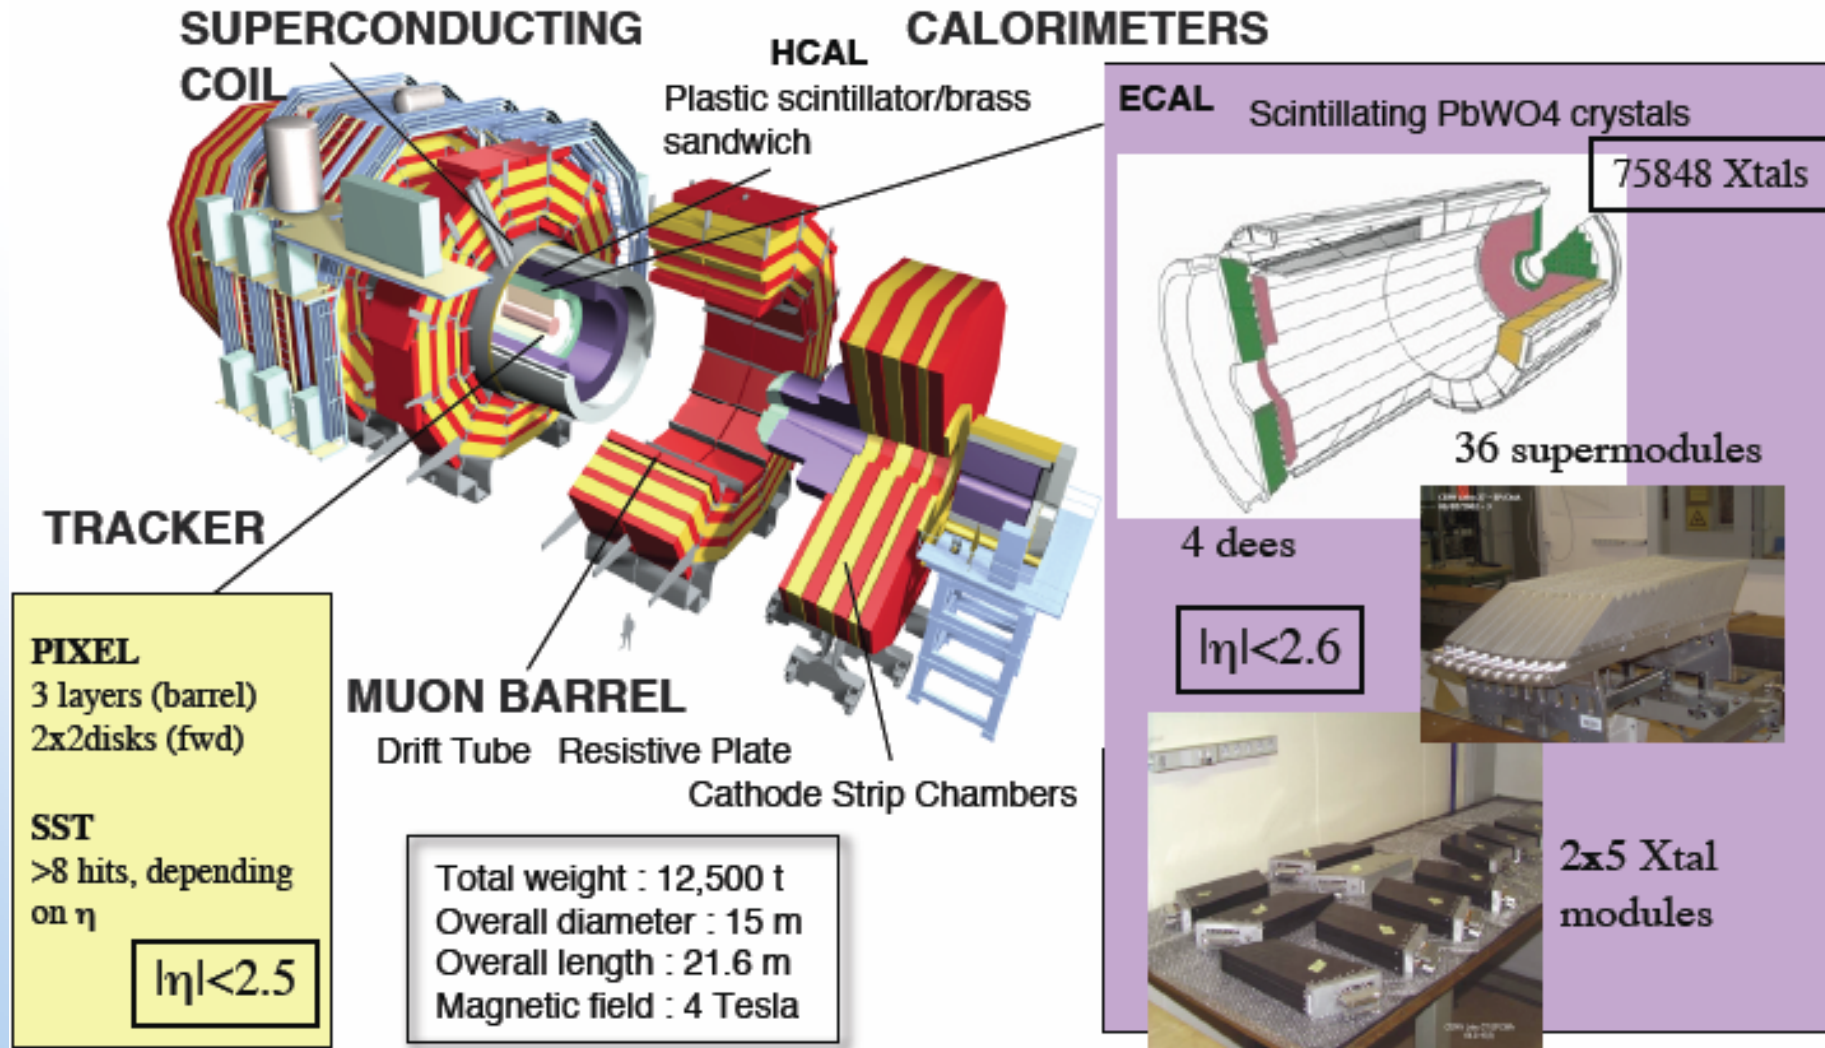 SUPERCONDUCTING
COIL
CALORIMETERS
HCAL
Plastic scintillator/brass
sandwich
ECAL Scintillating PbWO4 crystals
75848 Xtals
36 supermodules
4 dees
|η|<2.6
2x5 Xtal
modules
TRACKER
PIXEL
3 layers (barrel)
2x2disks (fwd)
SST
>8 hits, depending
on η
|η|<2.5
MUON BARREL
Drift Tube Resistive Plate
Cathode Strip Chambers
Total weight : 12,500 t
Overall diameter : 15 m
Overall length : 21.6 m
Magnetic field : 4 Tesla